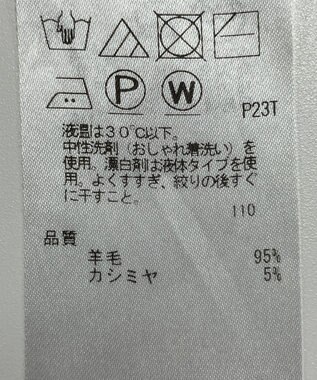 P W
P23T
液温は30℃以下。
中性洗剤（おしゃれ着洗い）を
使用。漂白剤は液体タイプを使
用。よくすすぎ、絞りの後すぐ
に干すこと。
110
品質
羊毛 95%
カシミヤ 5%